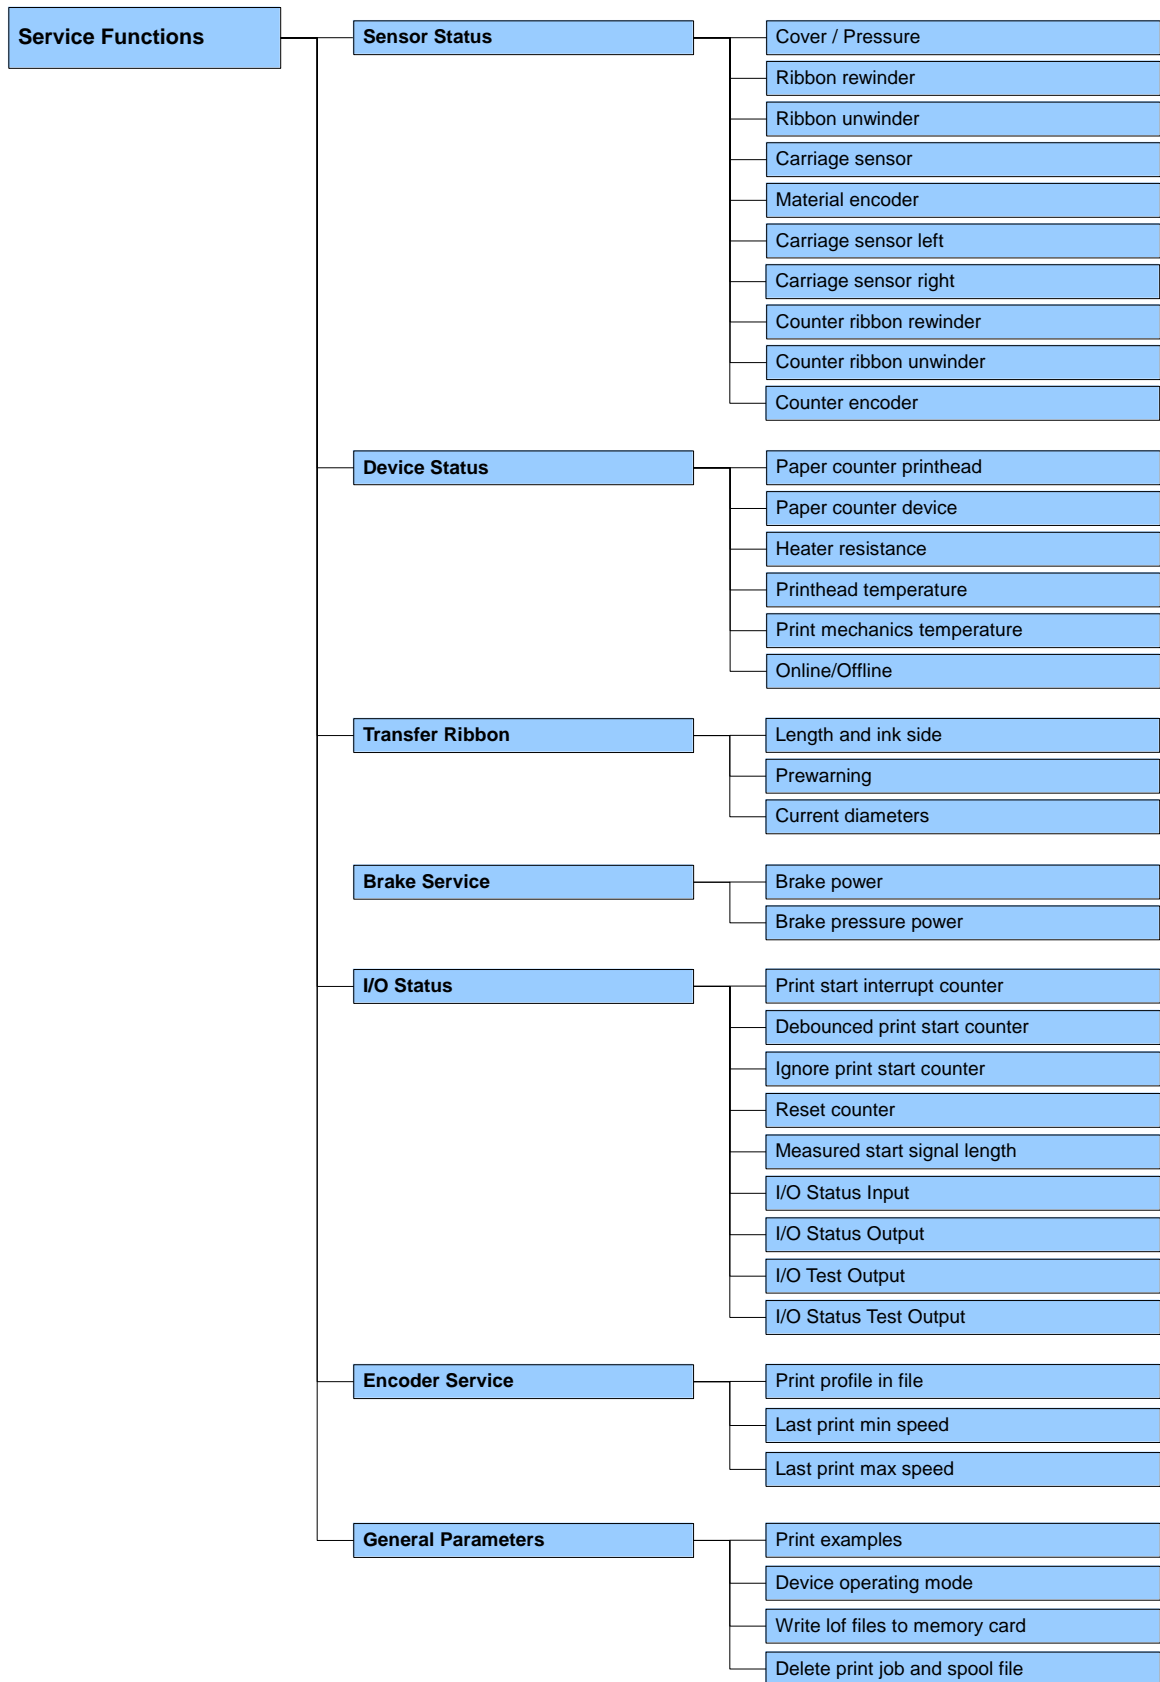 Service Functions
Sensor Status
Cover / Pressure
Ribbon rewinder
Ribbon unwinder
Carriage sensor
Material encoder
Carriage sensor left
Carriage sensor right
Counter ribbon rewinder
Counter ribbon unwinder
Counter encoder
Device Status
Paper counter printhead
Paper counter device
Heater resistance
Printhead temperature
Print mechanics temperature
Online/Offline
Transfer Ribbon
Length and ink side
Prewarning
Current diameters
Brake Service
Brake power
Brake pressure power
I/O Status
Print start interrupt counter
Debounced print start counter
Ignore print start counter
Reset counter
Measured start signal length
I/O Status Input
I/O Status Output
I/O Test Output
I/O Status Test Output
Encoder Service
Print profile in file
Last print min speed
Last print max speed
General Parameters
Print examples
Device operating mode
Write lof files to memory card
Delete print job and spool file